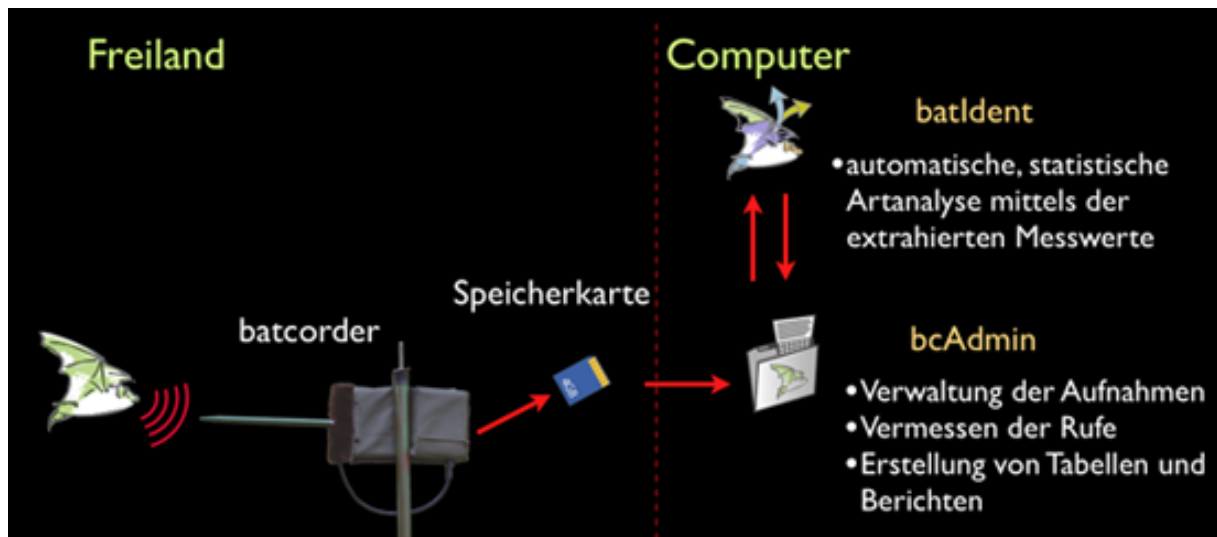 Freiland
Computer
batIdent
•automatische, statistische
Artanalyse mittels der
extrahierten Messwerte
Speicherkarte
batcorder
4GB
bcAdmin
•Verwaltung der Aufnahmen
•Vermessen der Rufe
•Erstellung von Tabellen und
Berichten